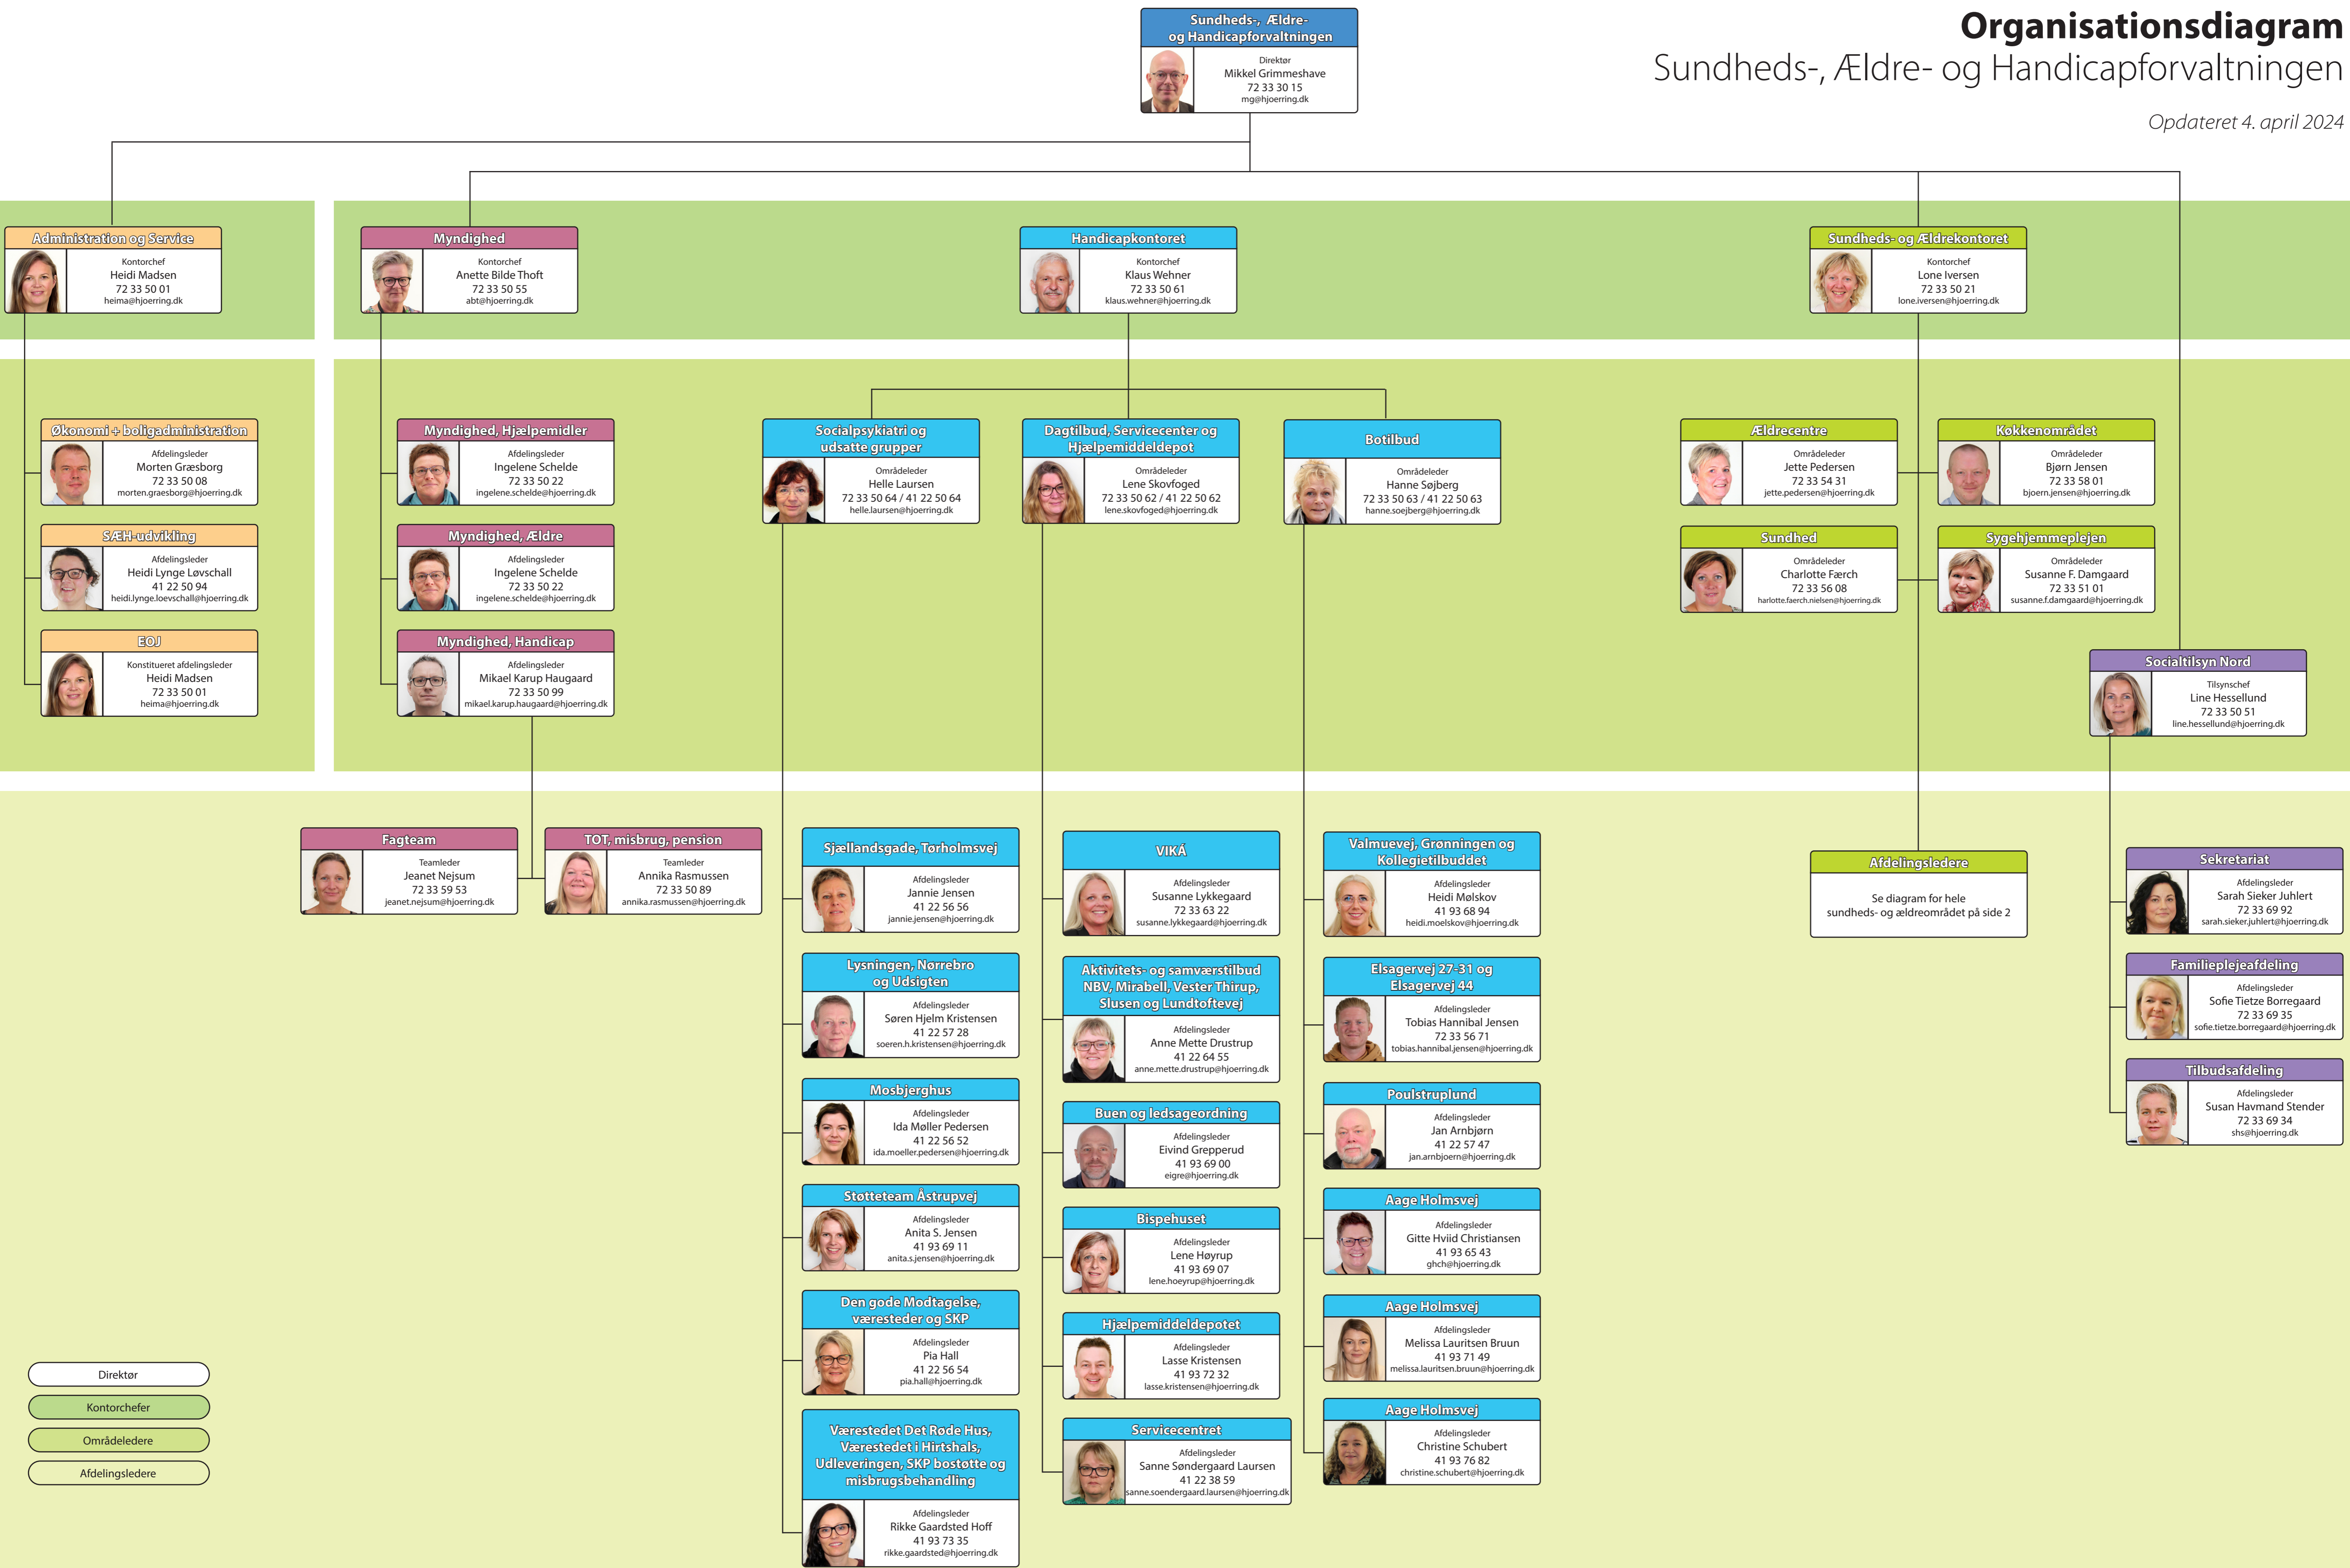 Organisationsdiagram
Sundheds-, Ældre- og Handicapforvaltningen
Opdateret 4. april 2024
Sundheds-, Ældre-
og Handicapforvaltningen
Direktør
Mikkel Grimmeshave
72 33 30 15
mg@hjoerring.dk
Administration og Service
Kontorchef
Heidi Madsen
72 33 50 01
heima@hjoerring.dk
Myndighed
Kontorchef
Anette Bilde Thoft
72 33 50 55
abt@hjoerring.dk
Handicapkontoret
Kontorchef
Klaus Wehner
72 33 50 61
klaus.wehner@hjoerring.dk
Sundheds- og Ældrekontoret
Kontorchef
Lone Iversen
72 33 50 21
lone.iversen@hjoerring.dk
Økonomi + boligadministration
Afdelingsleder
Morten Græsborg
72 33 50 08
morten.graesborg@hjoerring.dk
SÆH-udvikling
Afdelingsleder
Heidi Lynge Løvschall
41 22 50 94
heidi.lynge.loevschall@hjoerring.dk
EOJ
Konstitueret afdelingsleder
Heidi Madsen
72 33 50 01
heima@hjoerring.dk
Myndighed, Hjælpemidler
Afdelingsleder
Ingelene Schelde
72 33 50 22
ingelene.schelde@hjoerring.dk
Myndighed, Ældre
Afdelingsleder
Ingelene Schelde
72 33 50 22
ingelene.schelde@hjoerring.dk
Myndighed, Handicap
Afdelingsleder
Mikael Karup Haugaard
72 33 50 99
mikael.karup.haugaard@hjoerring.dk
Socialpsykiatri og
udsatte grupper
Områdeleder
Helle Laursen
72 33 50 64 / 41 22 50 64
helle.laursen@hjoerring.dk
Dagtilbud, Servicecenter og
Hjælpemiddeldepot
Områdeleder
Lene Skovfoged
72 33 50 62 / 41 22 50 62
lene.skovfoged@hjoerring.dk
Botilbud
Områdeleder
Hanne Søjberg
72 33 50 63 / 41 22 50 63
hanne.soejberg@hjoerring.dk
Ældrecentre
Områdeleder
Jette Pedersen
72 33 54 31
jette.pedersen@hjoerring.dk
Køkkenområdet
Områdeleder
Bjørn Jensen
72 33 58 01
bjoern.jensen@hjoerring.dk
Sundhed
Områdeleder
Charlotte Færch
72 33 56 08
harlotte.faerch.nielsen@hjoerring.dk
Sygehjemmeplejen
Områdeleder
Susanne F. Damgaard
72 33 51 01
susanne.f.damgaard@hjoerring.dk
Socialtilsyn Nord
Tilsynschef
Line Hessellund
72 33 50 51
line.hessellund@hjoerring.dk
Fagteam
Teamleder
Jeanet Nejsum
72 33 59 53
jeanet.nejsum@hjoerring.dk
TOT, misbrug, pension
Teamleder
Annika Rasmussen
72 33 50 89
annika.rasmussen@hjoerring.dk
Sjællandsgade, Tørholmsvej
Afdelingsleder
Jannie Jensen
41 22 56 56
jannie.jensen@hjoerring.dk
Lysningen, Nørrebro
og Udsigten
Afdelingsleder
Søren Hjelm Kristensen
41 22 57 28
soeren.h.kristensen@hjoerring.dk
Mosbjerghus
Afdelingsleder
Ida Møller Pedersen
41 22 56 52
ida.moeller.pedersen@hjoerring.dk
Støtteteam Åstrupvej
Afdelingsleder
Anita S. Jensen
41 93 69 11
anita.s.jensen@hjoerring.dk
Den gode Modtagelse,
væresteder og SKP
Afdelingsleder
Pia Hall
41 22 56 54
pia.hall@hjoerring.dk
Værestedet Det Røde Hus,
Værestedet i Hirtshals,
Udleveringen, SKP bostøtte og
misbrugsbehandling
Afdelingsleder
Rikke Gaardsted Hoff
41 93 73 35
rikke.gaardsted@hjoerring.dk
VIKÁ
Afdelingsleder
Susanne Lykkegaard
72 33 63 22
susanne.lykkegaard@hjoerring.dk
Aktivitets- og samværstilbud
NBV, Mirabell, Vester Thirup,
Slusen og Lundtoftevej
Afdelingsleder
Anne Mette Drustrup
41 22 64 55
anne.mette.drustrup@hjoerring.dk
Buen og ledsageordning
Afdelingsleder
Eivind Grepperud
41 93 69 00
eigre@hjoerring.dk
Bispehuset
Afdelingsleder
Lene Høyrup
41 93 69 07
lene.hoeyrup@hjoerring.dk
Hjælpemiddeldepotet
Afdelingsleder
Lasse Kristensen
41 93 72 32
lasse.kristensen@hjoerring.dk
Servicecentret
Afdelingsleder
Sanne Søndergaard Laursen
41 22 38 59
sanne.soendergaard.laursen@hjoerring.dk
Valmuevej, Grønningen og
Kollegietilbuddet
Afdelingsleder
Heidi Mølskov
41 93 68 94
heidi.moelskov@hjoerring.dk
Elsagervej 27-31 og
Elsagervej 44
Afdelingsleder
Tobias Hannibal Jensen
72 33 56 71
tobias.hannibal.jensen@hjoerring.dk
Poulstruplund
Afdelingsleder
Jan Arnbjørn
41 22 57 47
jan.arnbjoern@hjoerring.dk
Aage Holmsvej
Afdelingsleder
Gitte Hviid Christiansen
41 93 65 43
ghch@hjoerring.dk
Aage Holmsvej
Afdelingsleder
Melissa Lauritsen Bruun
41 93 71 49
melissa.lauritsen.bruun@hjoerring.dk
Aage Holmsvej
Afdelingsleder
Christine Schubert
41 93 76 82
christine.schubert@hjoerring.dk
Afdelingsledere
Se diagram for hele
sundheds- og ældreområdet på side 2
Sekretariat
Afdelingsleder
Sarah Sieker Juhlert
72 33 69 92
sarah.sieker.juhlert@hjoerring.dk
Familieplejeafdeling
Afdelingsleder
Sofie Tietze Borregaard
72 33 69 35
sofie.tietze.borregaard@hjoerring.dk
Tilbudsafdeling
Afdelingsleder
Susan Havmand Stender
72 33 69 34
shs@hjoerring.dk
Direktør
Kontorchefer
Områdeledere
Afdelingsledere